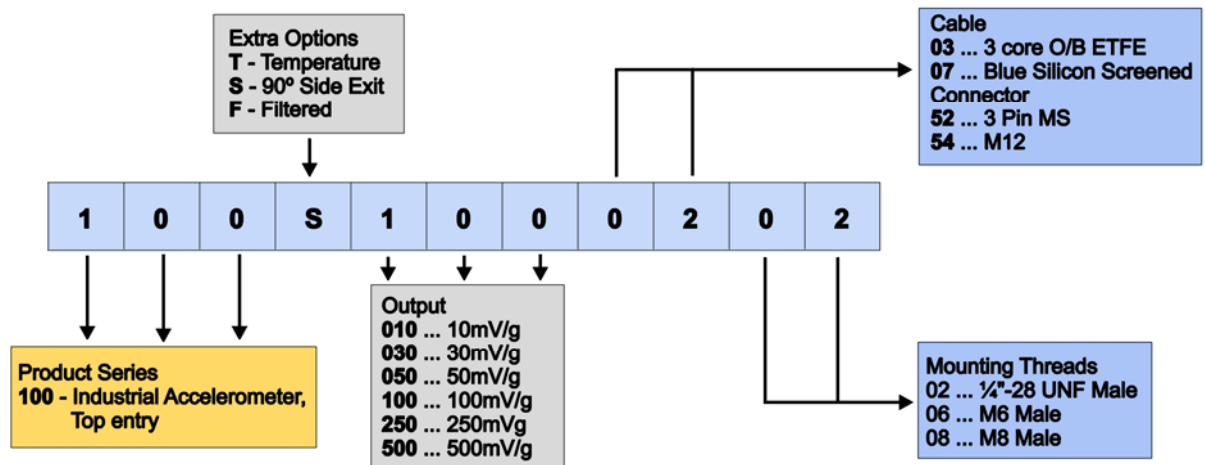 Extra Options
T - Temperature
S - 90º Side Exit
F - Filtered
Cable
03 ... 3 core O/B ETFE
07 ... Blue Silicon Screened
Connector
52 ... 3 Pin MS
54 ... M12
1 0 0 S 1 0 0 0 2 0 2
Product Series
100 - Industrial Accelerometer,
Top entry
Output
010 ... 10mV/g
030 ... 30mV/g
050 ... 50mV/g
100 ... 100mV/g
250 ... 250mVg
500 ... 500mV/g
Mounting Threads
02 ... ¼"-28 UNF Male
06 ... M6 Male
08 ... M8 Male